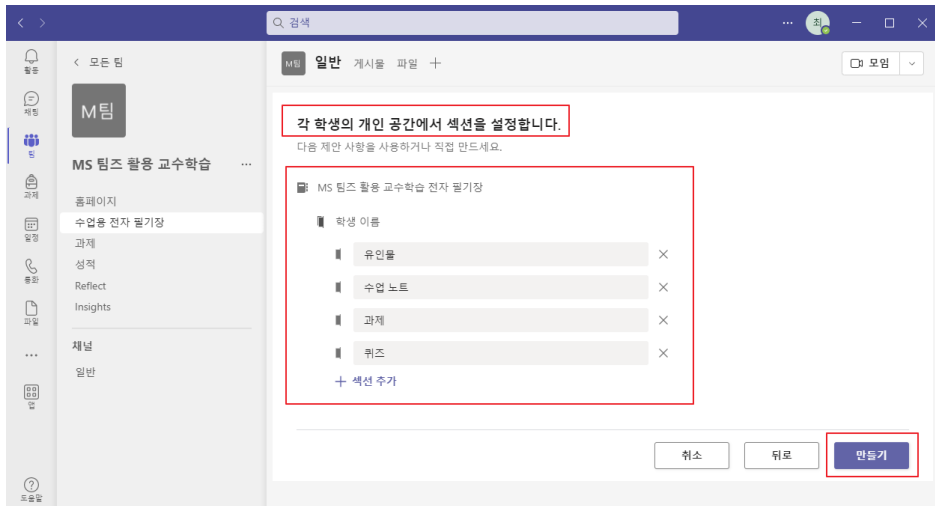 검색
최
활동
채팅
팀
과제
일정
통화
파일
앱
도움말
모든 팀
M팀
MS 팀즈 활용 교수학습
홈페이지
수업용 전자 필기장
과제
성적
Reflect
Insights
채널
일반
M팀 일반 게시물 파일
모임
각 학생의 개인 공간에서 섹션을 설정합니다.
다음 제안 사항을 사용하거나 직접 만드세요.
MS 팀즈 활용 교수학습 전자 필기장
학생 이름
유인물
수업 노트
과제
퀴즈
섹션 추가
취소 뒤로 만들기